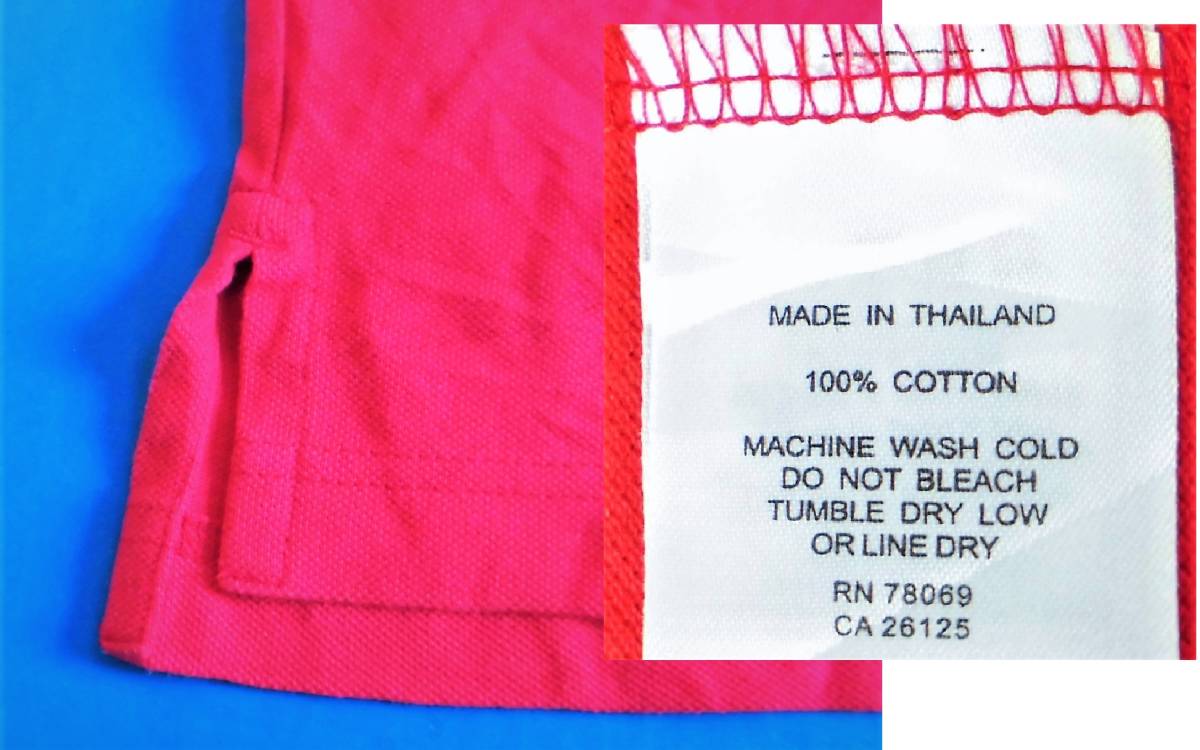 MADE IN THAILAND
100% COTTON
MACHINE WASH COLD
DO NOT BLEACH
TUMBLE DRY LOW
OR LINE DRY
RN 78069
CA 26125